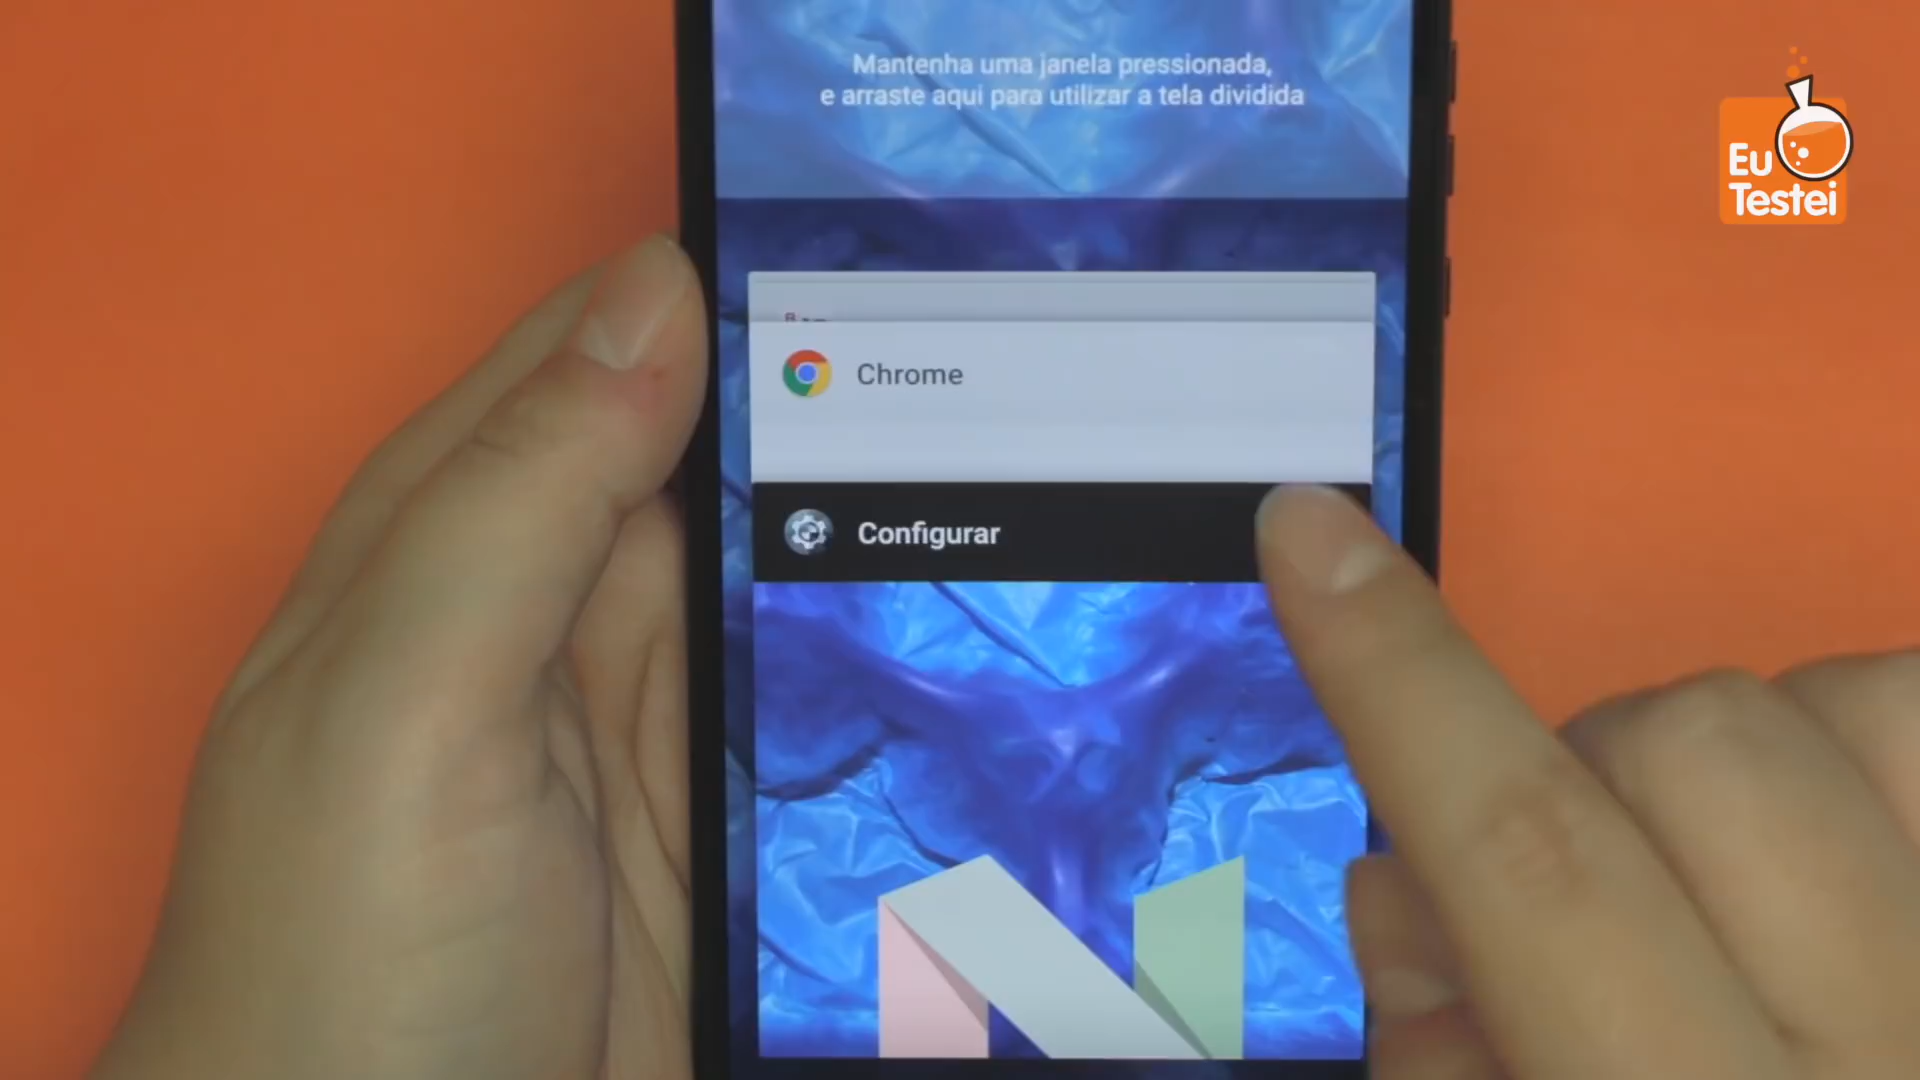 Mantenha uma janela pressionada,
e arraste aqui para utilizar a tela dividida
Eu
Testei
Chrome
Configurar